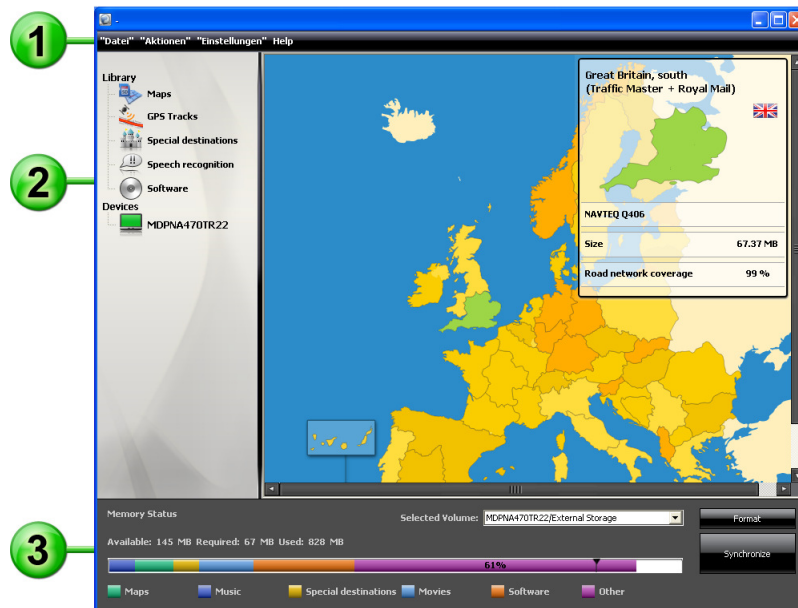 -
1
"Datei" "Aktionen" "Einstellungen" Help
2
Library
Maps
GPS Tracks
Special destinations
Speech recognition
Software
Devices
MDPNA470TR22
Great Britain, south
(Traffic Master + Royal Mail)
NAVTEQ Q406
Size 67.37 MB
Road network coverage 99 %
3
Memory Status
Selected Volume: MDPNA470TR22/External Storage
Format
Available: 145 MB Required: 67 MB Used: 828 MB
Synchronize
61%
Maps Music Special destinations Movies Software Other